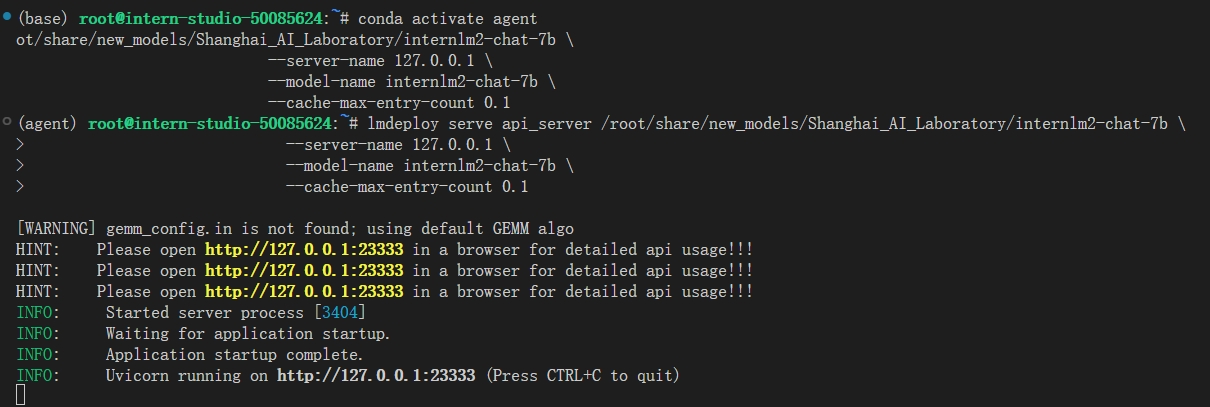 (base) root@intern-studio-50085624:~# conda activate agent
ot/share/new_models/Shanghai_AI_Laboratory/internlm2-chat-7b \
--server-name 127.0.0.1 \
--model-name internlm2-chat-7b \
--cache-max-entry-count 0.1
(agent) root@intern-studio-50085624:~# lmdeploy serve api_server /root/share/new_models/Shanghai_AI_Laboratory/internlm2-chat-7b \
> --server-name 127.0.0.1 \
> --model-name internlm2-chat-7b \
> --cache-max-entry-count 0.1
[WARNING] gemm_config.in is not found; using default GEMM algo
HINT: Please open http://127.0.0.1:23333 in a browser for detailed api usage!!!
HINT: Please open http://127.0.0.1:23333 in a browser for detailed api usage!!!
HINT: Please open http://127.0.0.1:23333 in a browser for detailed api usage!!!
INFO: Started server process [3404]
INFO: Waiting for application startup.
INFO: Application startup complete.
INFO: Uvicorn running on http://127.0.0.1:23333 (Press CTRL+C to quit)